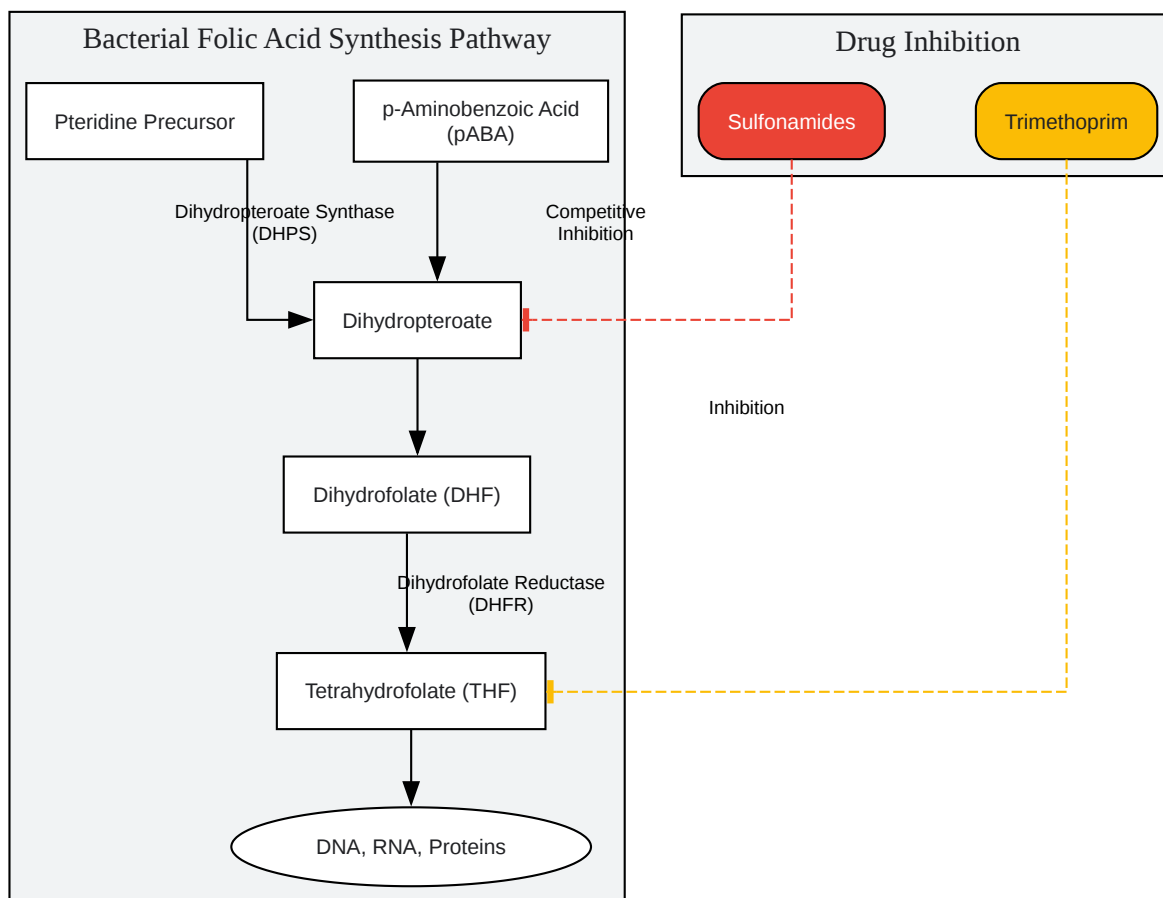 Bacterial Folic Acid Synthesis Pathway
Drug Inhibition
Pteridine Precursor
p-Aminobenzoic Acid
(pABA)
Sulfonamides
Trimethoprim
Dihydropteroate Synthase
(DHPS)
Competitive
Inhibition
Dihydropteroate
Inhibition
Dihydrofolate (DHF)
Dihydrofolate Reductase
(DHFR)
Tetrahydrofolate (THF)
DNA, RNA, Proteins